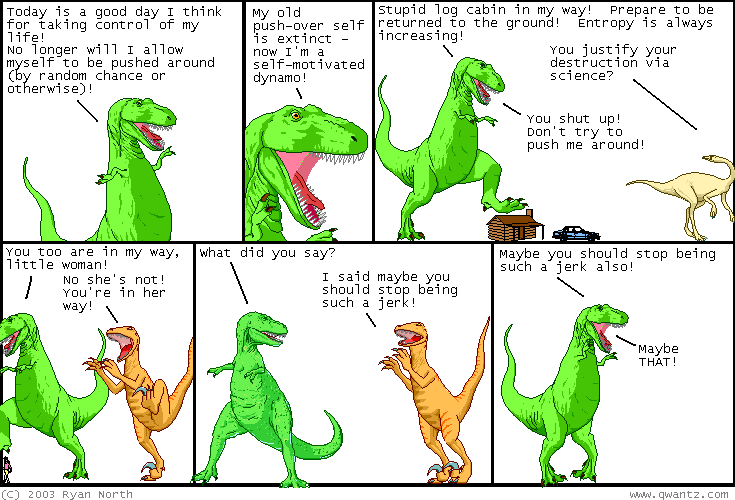 Today is a good day I think
for taking control of my
life!
No longer will I allow
myself to be pushed around
(by random chance or
otherwise)!
My old
push-over self
is extinct -
now I'm a
self-motivated
dynamo!
Stupid log cabin in my way!  Prepare to be
returned to the ground!  Entropy is always
increasing!
You justify your
destruction via
science?
You shut up!
Don't try to
push me around!
You too are in my way,
little woman!
No she's not!
You're in her
way!
What did you say?
I said maybe you
should stop being
such a jerk!
Maybe you should stop being
such a jerk also!
Maybe
THAT!
(C) 2003 Ryan North
www.qwantz.com